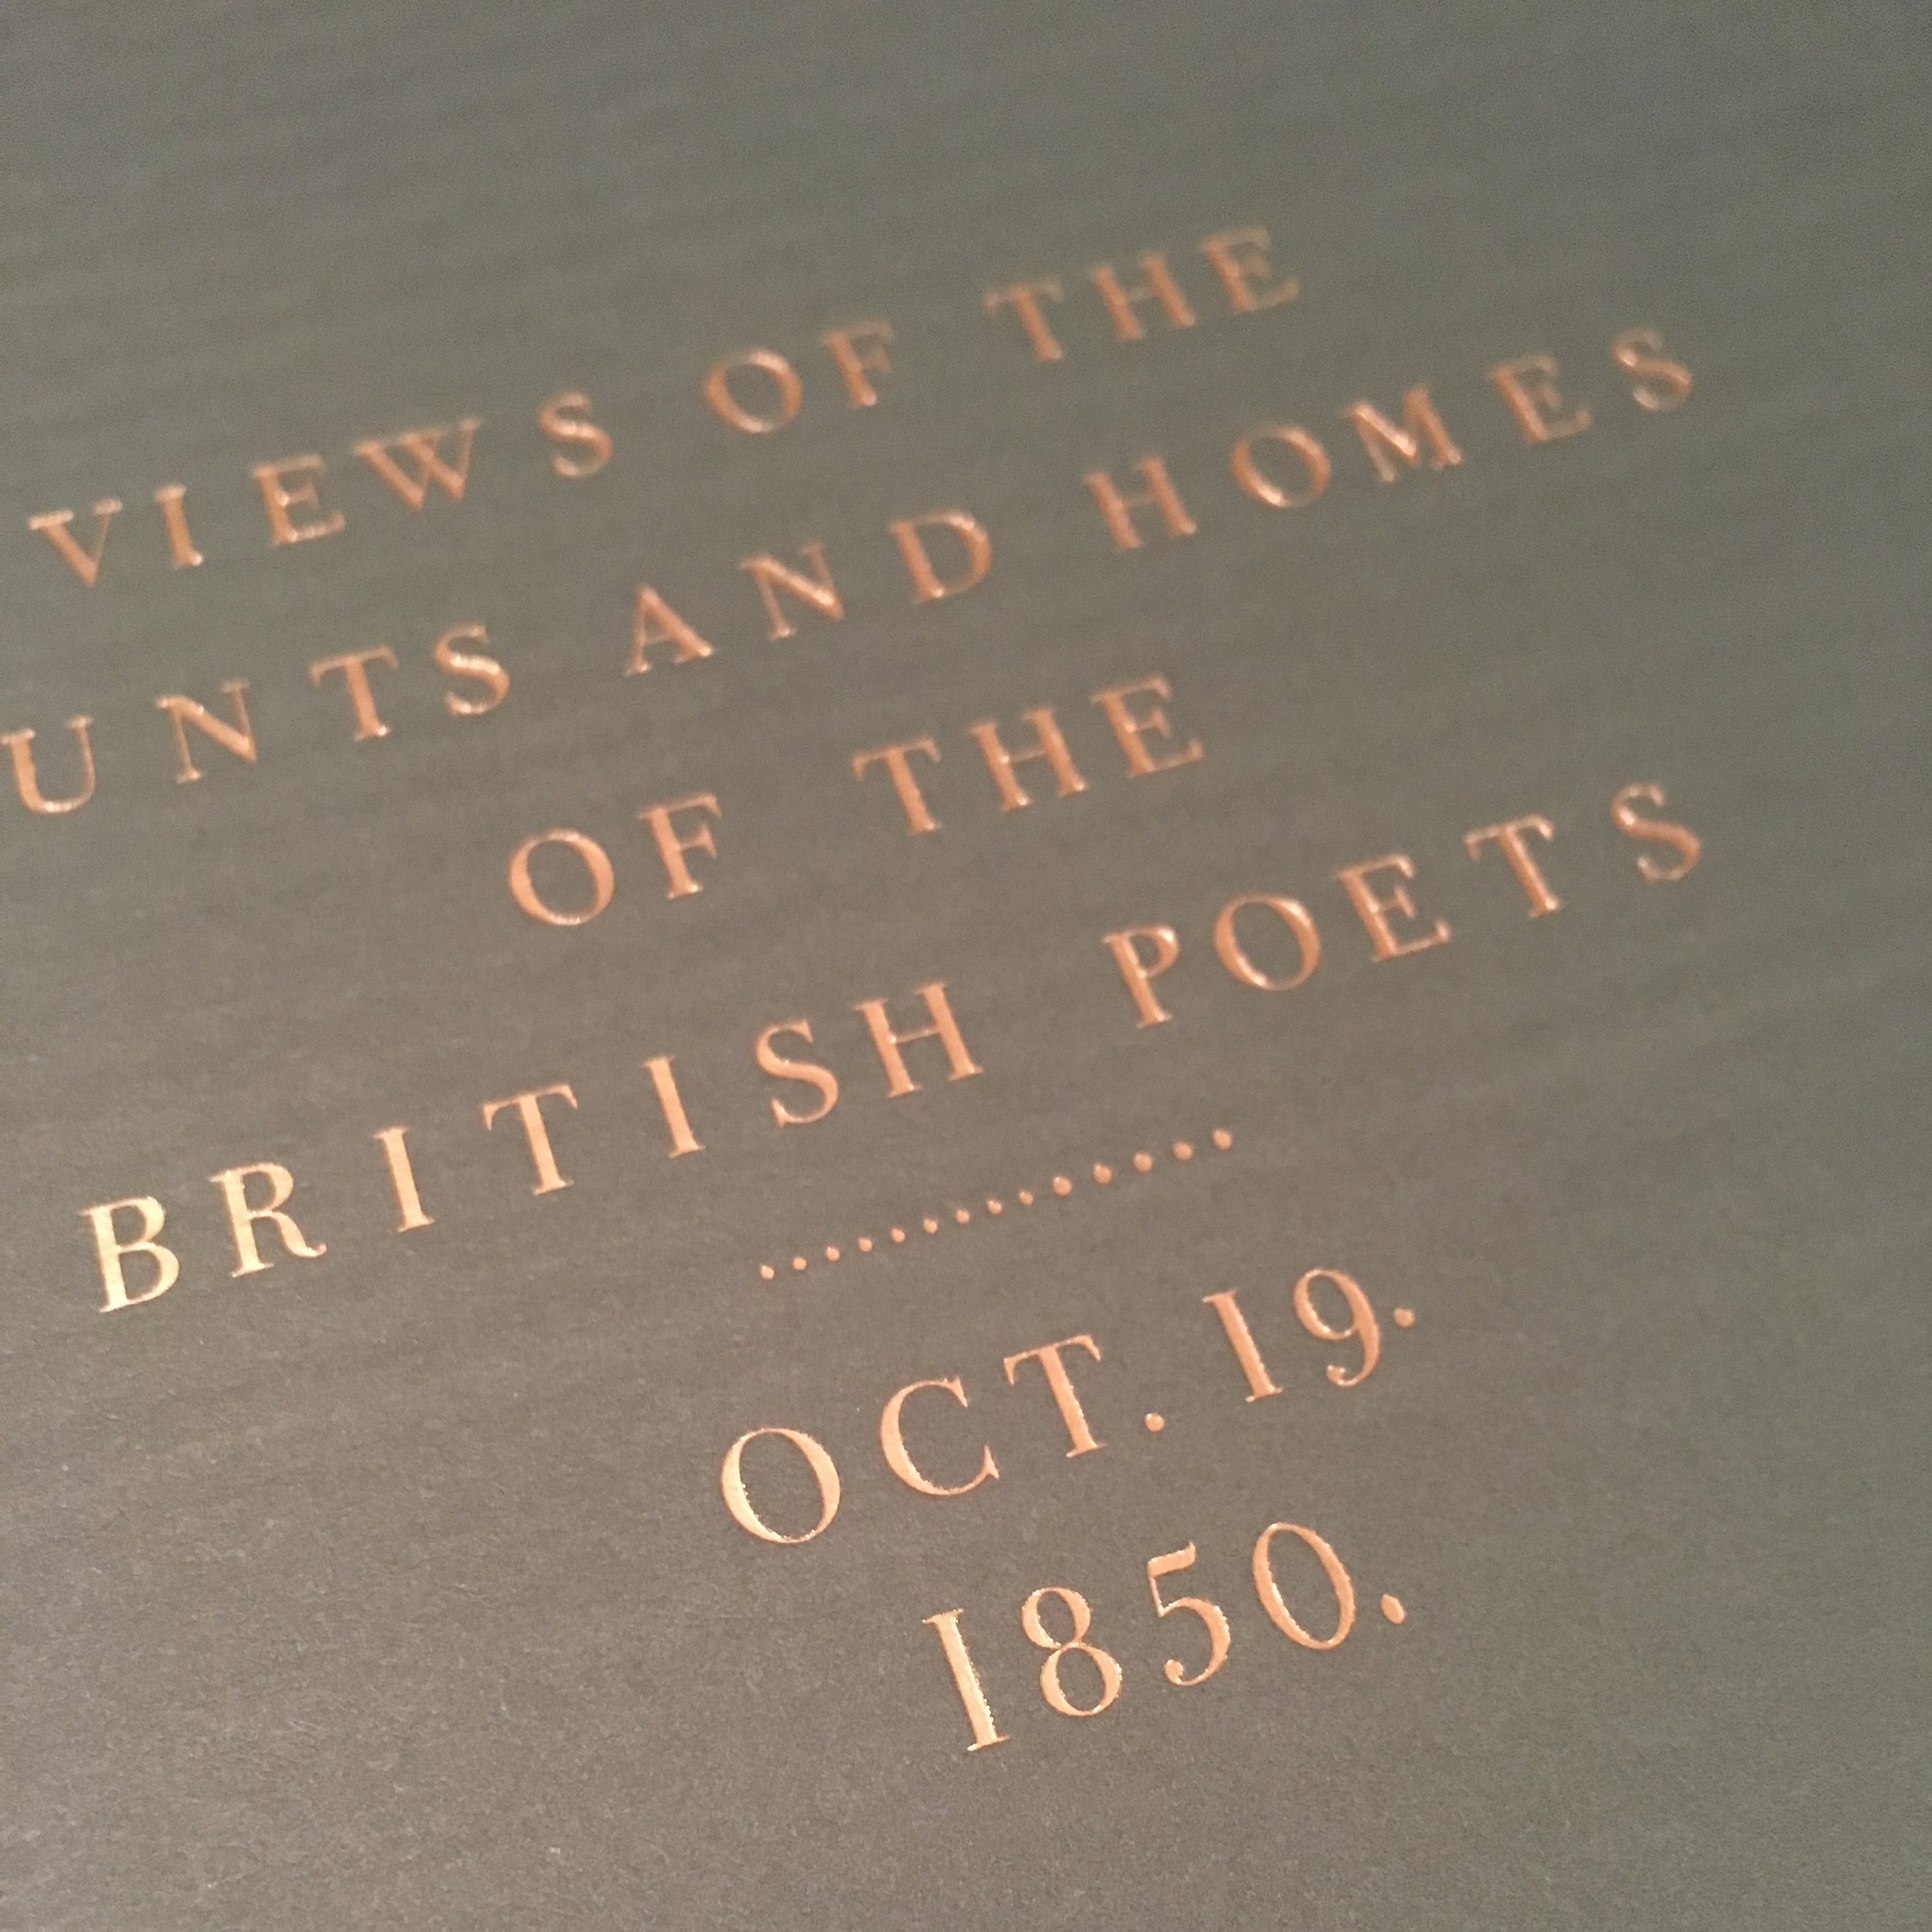 VIEWS OF THE
UNTS AND HOMES
OF THE
BRITISH POETS
OCT. 19.
1850.